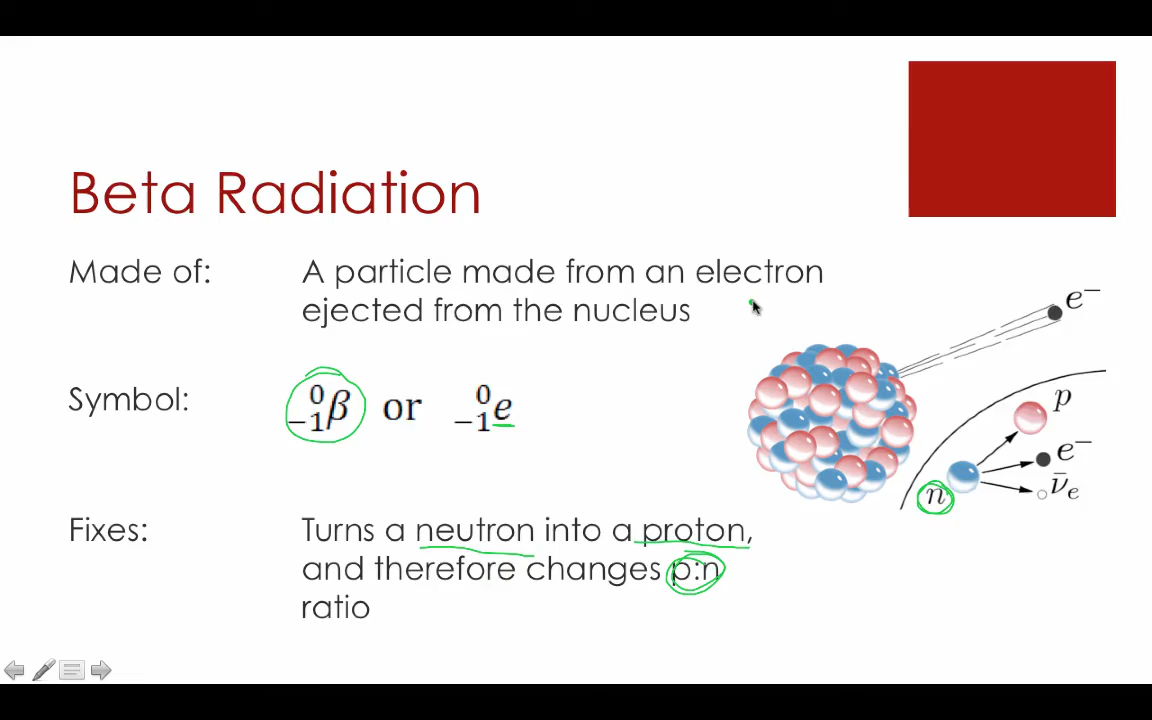 Beta Radiation
Made of: A particle made from an electron
ejected from the nucleus
Symbol: ⁰₋₁β or ⁰₋₁e
Fixes: Turns a neutron into a proton,
and therefore changes p:n
ratio
e⁻
p
e⁻
n
ν̄ₑ